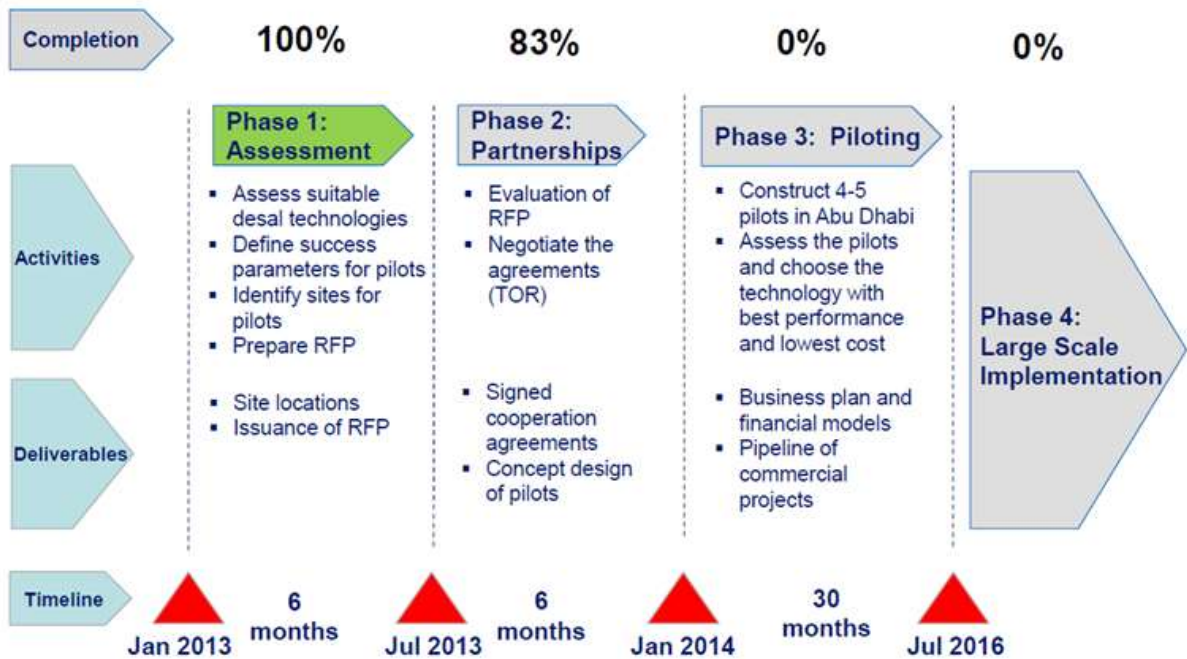 Completion
100%
83%
0%
0%
Phase 1:
Assessment
Phase 2:
Partnerships
Phase 3: Piloting
Activities
▪ Assess suitable
desal technologies
▪ Define success
parameters for pilots
▪ Identify sites for
pilots
▪ Prepare RFP
▪ Evaluation of
RFP
▪ Negotiate the
agreements
(TOR)
▪ Construct 4-5
pilots in Abu Dhabi
▪ Assess the pilots
and choose the
technology with
best performance
and lowest cost
Phase 4:
Large Scale
Implementation
Deliverables
▪ Site locations
▪ Issuance of RFP
▪ Signed
cooperation
agreements
▪ Concept design
of pilots
▪ Business plan and
financial models
▪ Pipeline of
commercial
projects
Timeline
6
months
6
months
30
months
Jan 2013
Jul 2013
Jan 2014
Jul 2016